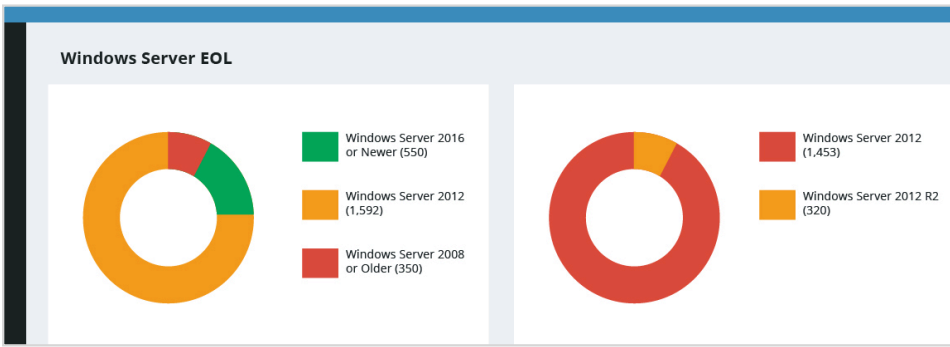 Windows Server EOL
Windows Server 2016
or Newer (550)
Windows Server 2012
(1,592)
Windows Server 2008
or Older (350)
Windows Server 2012
(1,453)
Windows Server 2012 R2
(320)